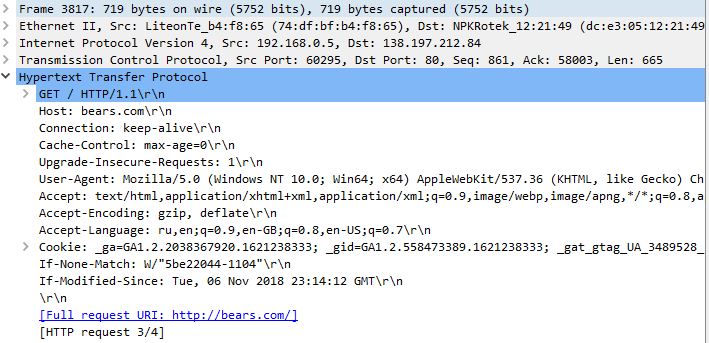 Frame 3817: 719 bytes on wire (5752 bits), 719 bytes captured (5752 bits)
Ethernet II, Src: LiteonTe_b4:f8:65 (74:df:bf:b4:f8:65), Dst: NPKRotek_12:21:49 (dc:e3:05:12:21:49
Internet Protocol Version 4, Src: 192.168.0.5, Dst: 138.197.212.84
Transmission Control Protocol, Src Port: 60295, Dst Port: 80, Seq: 861, Ack: 58003, Len: 665
Hypertext Transfer Protocol
GET / HTTP/1.1\r\n
Host: bears.com\r\n
Connection: keep-alive\r\n
Cache-Control: max-age=0\r\n
Upgrade-Insecure-Requests: 1\r\n
User-Agent: Mozilla/5.0 (Windows NT 10.0; Win64; x64) AppleWebKit/537.36 (KHTML, like Gecko) Ch
Accept: text/html,application/xhtml+xml,application/xml;q=0.9,image/webp,image/apng,*/*;q=0.8,a
Accept-Encoding: gzip, deflate\r\n
Accept-Language: ru,en;q=0.9,en-GB;q=0.8,en-US;q=0.7\r\n
Cookie: _ga=GA1.2.2038367920.1621238333; _gid=GA1.2.558473389.1621238333; _gat_gtag_UA_3489528_
If-None-Match: W/"5be22044-1104"\r\n
If-Modified-Since: Tue, 06 Nov 2018 23:14:12 GMT\r\n
\r\n
[Full request URI: http://bears.com/]
[HTTP request 3/4]